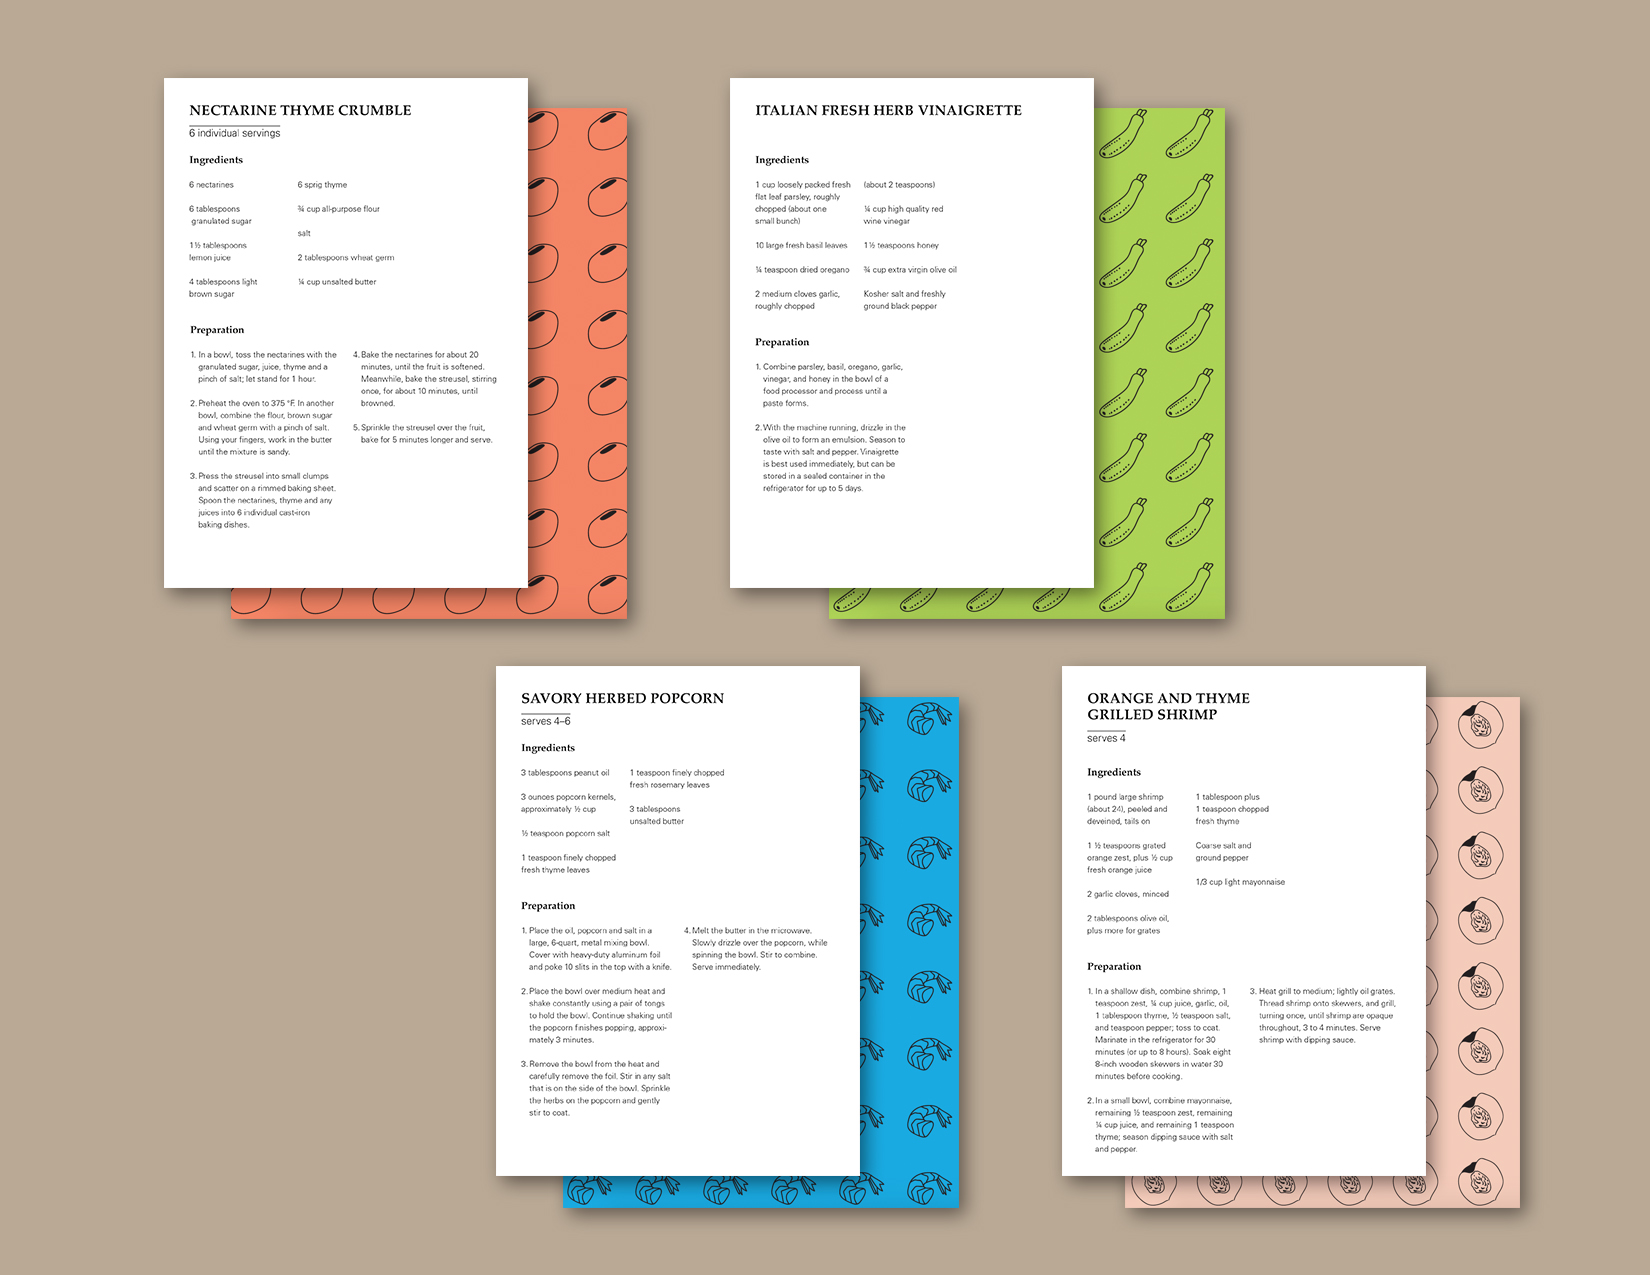 NECTARINE THYME CRUMBLE
6 individual servings
Ingredients
6 nectarines
6 tablespoons
granulated sugar
1½ tablespoons
lemon juice
4 tablespoons light
brown sugar
6 sprig thyme
¾ cup all-purpose flour
salt
2 tablespoons wheat germ
¼ cup unsalted butter
Preparation
1. In a bowl, toss the nectarines with the
granulated sugar, juice, thyme and a
pinch of salt; let stand for 1 hour.
2. Preheat the oven to 375 °F. In another
bowl, combine the flour, brown sugar
and wheat germ with a pinch of salt.
Using your fingers, work in the butter
until the mixture is sandy.
3. Press the streusel into small clumps
and scatter on a rimmed baking sheet.
Spoon the nectarines, thyme and any
juices into 6 individual cast-iron
baking dishes.
4. Bake the nectarines for about 20
minutes, until the fruit is softened.
Meanwhile, bake the streusel, stirring
once, for about 10 minutes, until
browned.
5. Sprinkle the streusel over the fruit,
bake for 5 minutes longer and serve.
ITALIAN FRESH HERB VINAIGRETTE
Ingredients
1 cup loosely packed fresh
flat leaf parsley, roughly
chopped (about one
small bunch)
10 large fresh basil leaves
¼ teaspoon dried oregano
2 medium cloves garlic,
roughly chopped
(about 2 teaspoons)
¼ cup high quality red
wine vinegar
1½ teaspoons honey
¾ cup extra virgin olive oil
Kosher salt and freshly
ground black pepper
Preparation
1. Combine parsley, basil, oregano, garlic,
vinegar, and honey in the bowl of a
food processor and process until a
paste forms.
2. With the machine running, drizzle in the
olive oil to form an emulsion. Season to
taste with salt and pepper. Vinaigrette
is best used immediately, but can be
stored in a sealed container in the
refrigerator for up to 5 days.
SAVORY HERBED POPCORN
serves 4–6
Ingredients
3 tablespoons peanut oil
3 ounces popcorn kernels,
approximately ½ cup
½ teaspoon popcorn salt
1 teaspoon finely chopped
fresh thyme leaves
1 teaspoon finely chopped
fresh rosemary leaves
3 tablespoons
unsalted butter
Preparation
1. Place the oil, popcorn and salt in a
large, 6-quart, metal mixing bowl.
Cover with heavy-duty aluminum foil
and poke 10 slits in the top with a knife.
2. Place the bowl over medium heat and
shake constantly using a pair of tongs
to hold the bowl. Continue shaking until
the popcorn finishes popping, approxi-
mately 3 minutes.
3. Remove the bowl from the heat and
carefully remove the foil. Stir in any salt
that is on the side of the bowl. Sprinkle
the herbs on the popcorn and gently
stir to coat.
4. Melt the butter in the microwave.
Slowly drizzle over the popcorn, while
spinning the bowl. Stir to combine.
Serve immediately.
ORANGE AND THYME
GRILLED SHRIMP
serves 4
Ingredients
1 pound large shrimp
(about 24), peeled and
deveined, tails on
1 ½ teaspoons grated
orange zest, plus ½ cup
fresh orange juice
2 garlic cloves, minced
2 tablespoons olive oil,
plus more for grates
1 tablespoon plus
1 teaspoon chopped
fresh thyme
Coarse salt and
ground pepper
1/3 cup light mayonnaise
Preparation
1. In a shallow dish, combine shrimp, 1
teaspoon zest, ¼ cup juice, garlic, oil,
1 tablespoon thyme, ½ teaspoon salt,
and teaspoon pepper; toss to coat.
Marinate in the refrigerator for 30
minutes (or up to 8 hours). Soak eight
8-inch wooden skewers in water 30
minutes before cooking.
2. In a small bowl, combine mayonnaise,
remaining ½ teaspoon zest, remaining
¼ cup juice, and remaining 1 teaspoon
thyme; season dipping sauce with salt
and pepper.
3. Heat grill to medium; lightly oil grates.
Thread shrimp onto skewers, and grill,
turning once, until shrimp are opaque
throughout, 3 to 4 minutes. Serve
shrimp with dipping sauce.